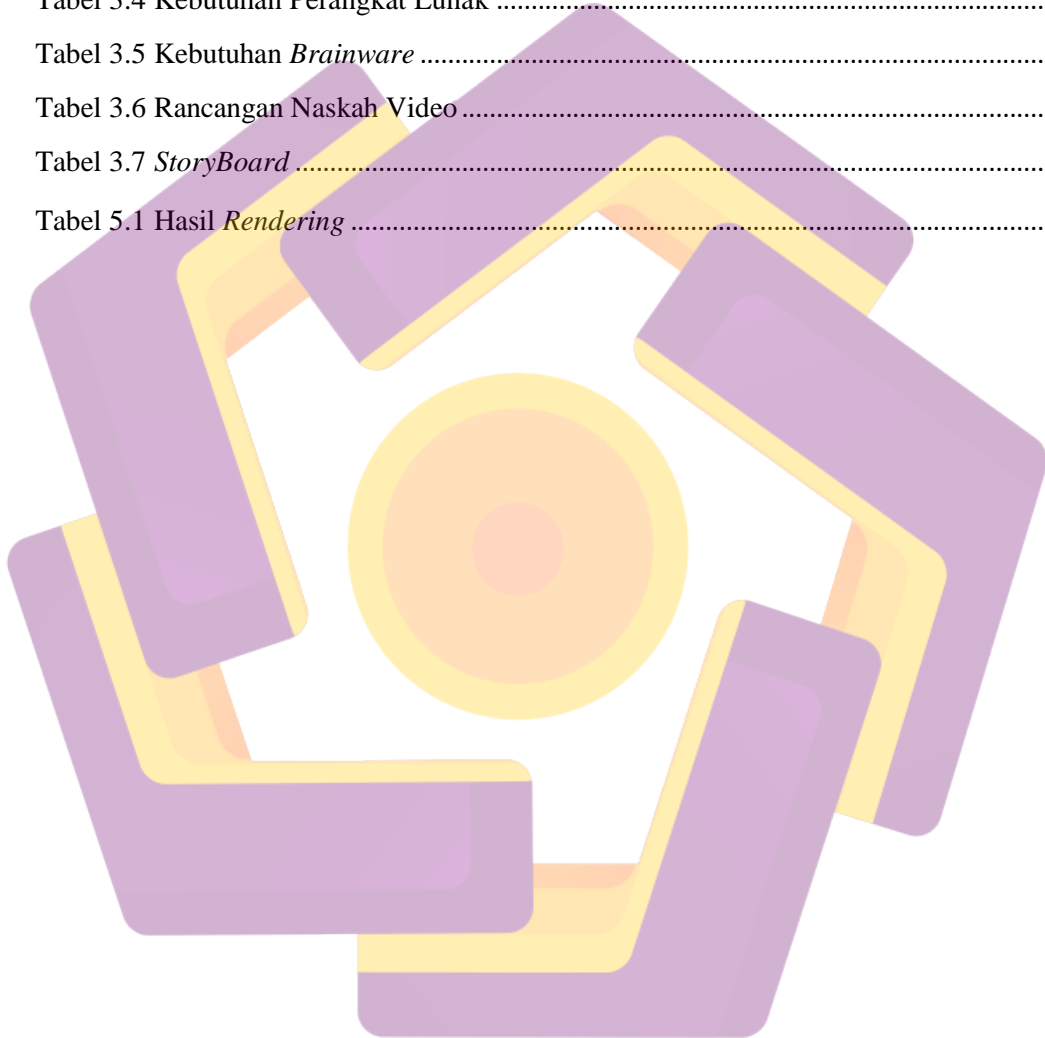 Tabel 3.4 Kebutuhan Perangkat Lunak ................................................................................
Tabel 3.5 Kebutuhan Brainware ...........................................................................................
Tabel 3.6 Rancangan Naskah Video.....................................................................................
Tabel 3.7 StoryBoard .............................................................................................................
Tabel 5.1 Hasil Rendering .....................................................................................................